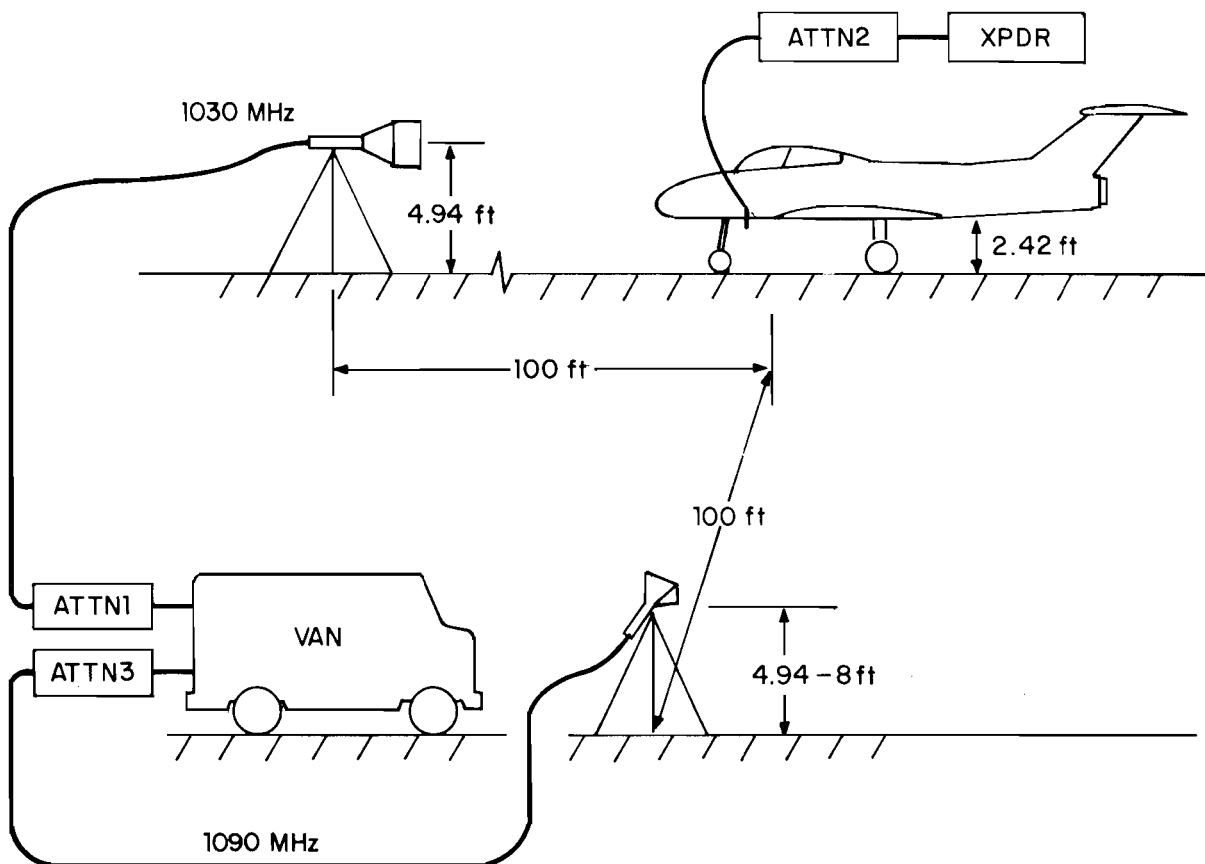 ATTN2
XPDR
1030 MHz
4.94 ft
2.42 ft
100 ft
100 ft
ATTN1
VAN
ATTN3
4.94-8 ft
1090 MHz